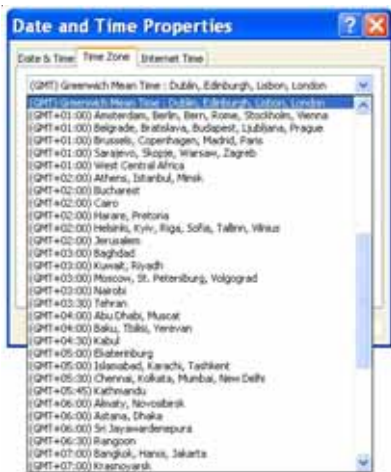 Date and Time Properties
Date & Time Time Zone Internet Time
(GMT) Greenwich Mean Time : Dublin, Edinburgh, Lisbon, London
(GMT) Greenwich Mean Time : Dublin, Edinburgh, Lisbon, London
(GMT+01:00) Amsterdam, Berlin, Bern, Rome, Stockholm, Vienna
(GMT+01:00) Belgrade, Bratislava, Budapest, Ljubljana, Prague
(GMT+01:00) Brussels, Copenhagen, Madrid, Paris
(GMT+01:00) Sarajevo, Skopje, Warsaw, Zagreb
(GMT+01:00) West Central Africa
(GMT+02:00) Athens, Istanbul, Minsk
(GMT+02:00) Bucharest
(GMT+02:00) Cairo
(GMT+02:00) Harare, Pretoria
(GMT+02:00) Helsinki, Kyiv, Riga, Sofia, Tallinn, Vilnius
(GMT+02:00) Jerusalem
(GMT+03:00) Baghdad
(GMT+03:00) Kuwait, Riyadh
(GMT+03:00) Moscow, St. Petersburg, Volgograd
(GMT+03:00) Nairobi
(GMT+03:30) Tehran
(GMT+04:00) Abu Dhabi, Muscat
(GMT+04:00) Baku, Tbilisi, Yerevan
(GMT+04:30) Kabul
(GMT+05:00) Ekaterinburg
(GMT+05:00) Islamabad, Karachi, Tashkent
(GMT+05:30) Chennai, Kolkata, Mumbai, New Delhi
(GMT+05:45) Kathmandu
(GMT+06:00) Almaty, Novosibirsk
(GMT+06:00) Astana, Dhaka
(GMT+06:00) Sri Jayawardenepura
(GMT+06:30) Rangoon
(GMT+07:00) Bangkok, Hanoi, Jakarta
(GMT+07:00) Krasnoyarsk